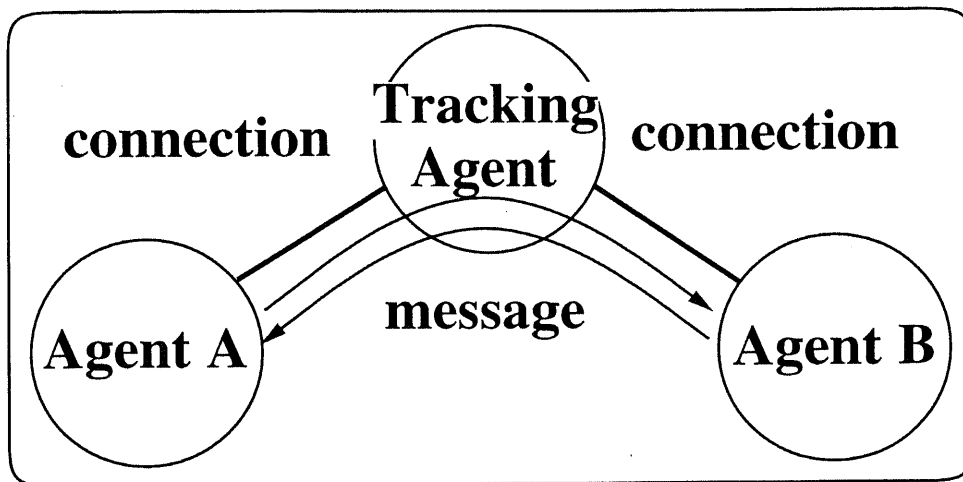 Tracking
Agent
connection
connection
message
Agent A
Agent B